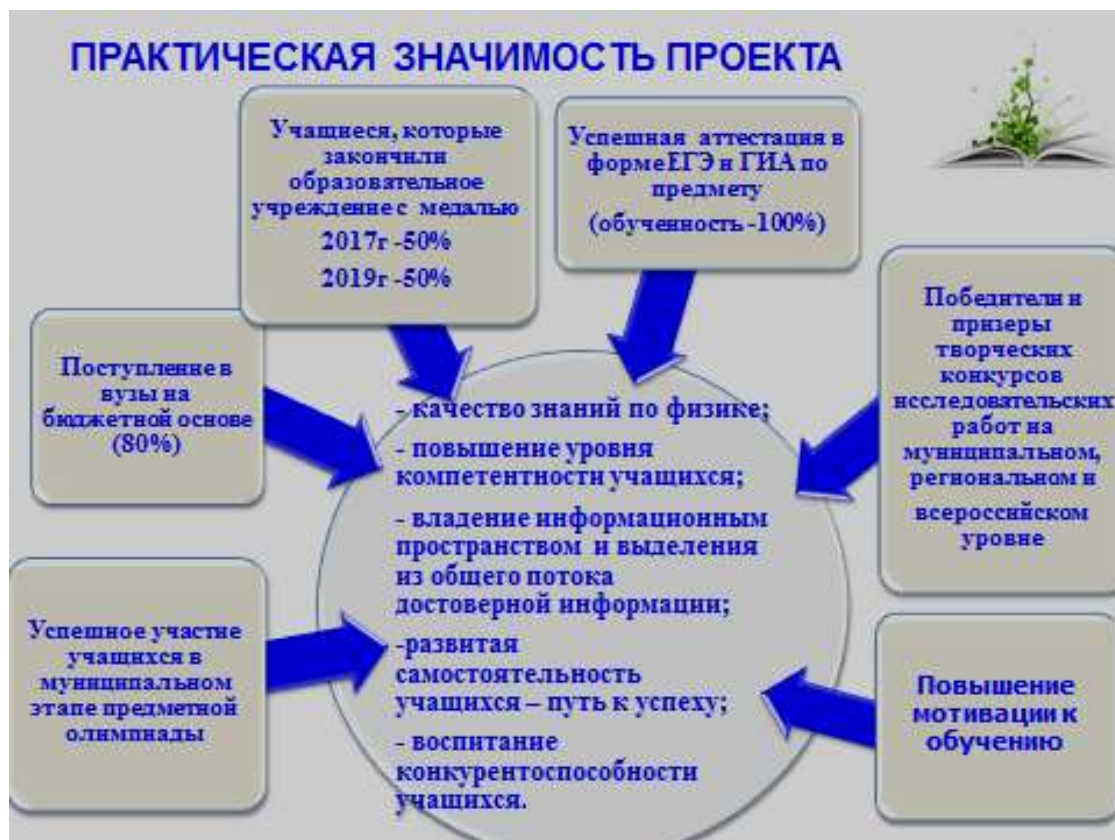 ПРАКТИЧЕСКАЯ ЗНАЧИМОСТЬ ПРОЕКТА
Учащиеся, которые
закончили
образовательное
учреждение с медалью
2017г -50%
2019г -50%
Успешная аттестация в
форме ЕГЭ и ГИА по
предмету
(обученность -100%)
Поступление в
вузы на
бюджетной основе
(80%)
Победители и
призеры
творческих
конкурсов
исследовательских
работ на
муниципальном,
региональном и
всероссийском
уровне
- качество знаний по физике;
- повышение уровня
компетентности учащихся;
- владение информационным
пространством и выделения
из общего потока
достоверной информации;
-развитая
самостоятельность
учащихся – путь к успеху;
- воспитание
конкурентоспособности
учащихся.
Успешное участие
учащихся в
муниципальном
этапе предметной
олимпиады
Повышение
мотивации к
обучению